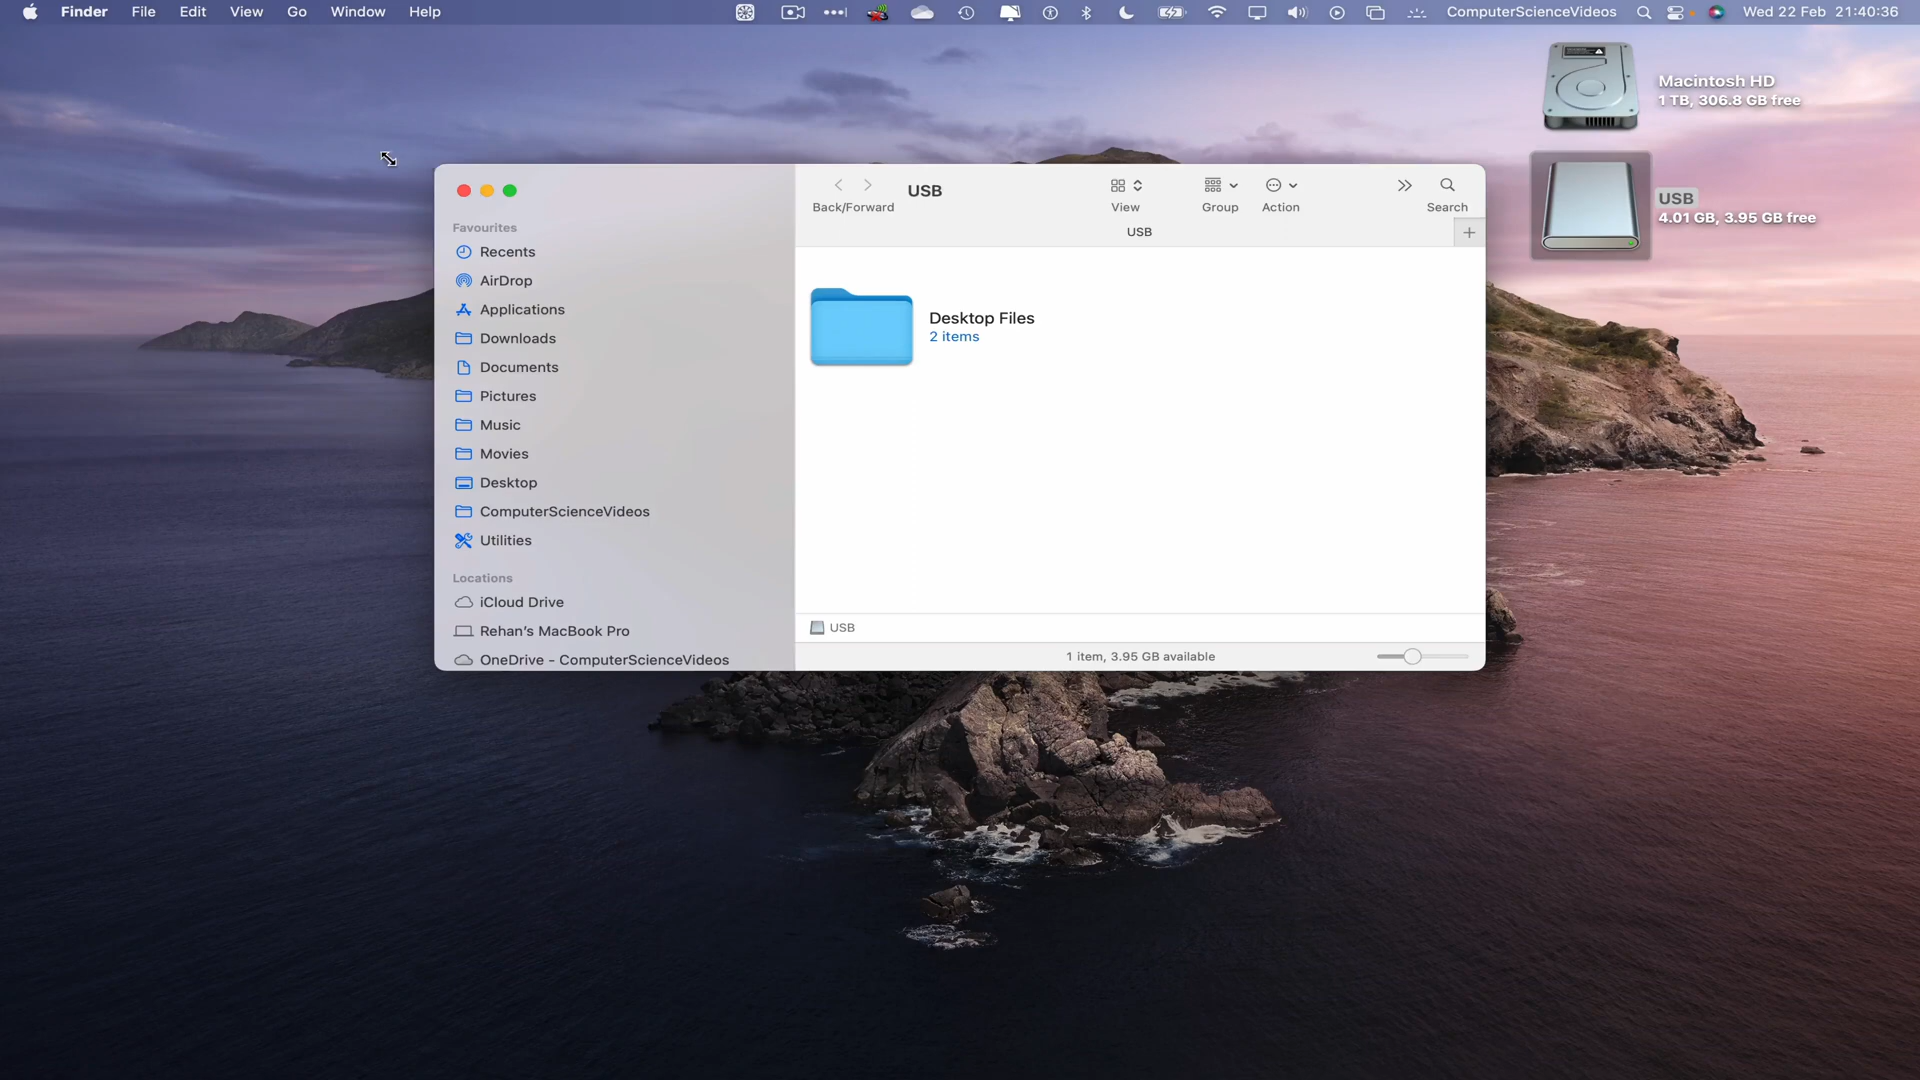 Finder File Edit View Go Window Help ComputerScienceVideos Wed 22 Feb 21:40:36
Macintosh HD
1 TB, 306.8 GB free
USB
4.01 GB, 3.95 GB free
USB
Back/Forward View Group Action Search
USB
Favourites
Recents
AirDrop
Applications
Downloads
Documents
Pictures
Music
Movies
Desktop
ComputerScienceVideos
Utilities
Locations
iCloud Drive
Rehan's MacBook Pro
OneDrive - ComputerScienceVideos
Desktop Files
2 items
USB
1 item, 3.95 GB available